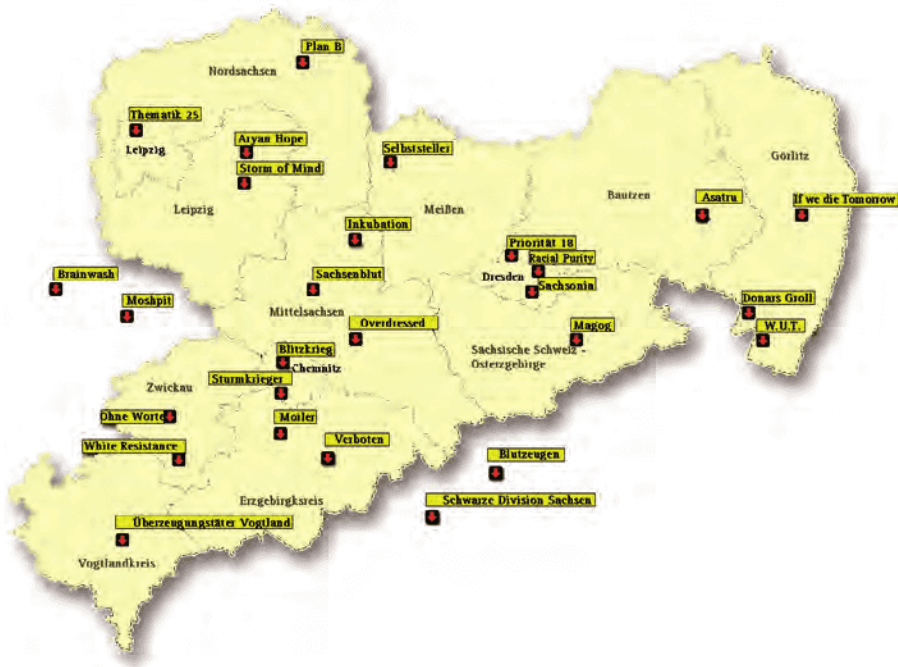 Plan B
Nordsachsen
Thematik 25
Leipzig
Aryan Hope
Storm of Mind
Selbststeller
Görlitz
Leipzig
Meißen
Bautzen
Asatru
If we die Tomorrow
Inkubation
Priorität 18
Racial Purity
Dresden
Sachsonia
Brainwash
Moshpit
Sachsenblut
Mittelsachsen
Overdressed
Magog
Donars Groll
W.U.T.
Sächsische Schweiz -
Osterzgebirge
Blitzkrieg
Chemnitz
Zwickau
Sturmkrieger
Ohne Worte
Moiler
White Resistance
Verboten
Blutzeugen
Erzgebirgksreis
Schwarze Division Sachsen
Überzeugungstäter Vogtland
Vogtlandkreis